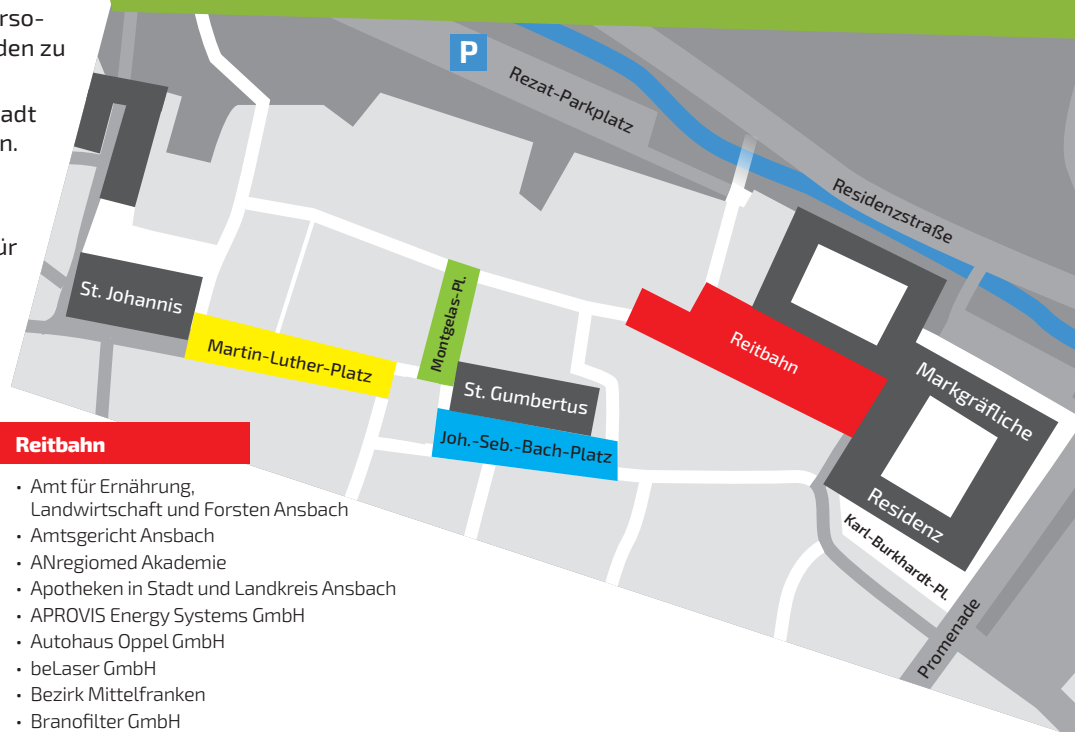 rso-
den zu
adt
n.
ür
P
Rezat-Parkplatz
Residenzstraße
St. Johannis
Martin-Luther-Platz
Montgelas-Pl.
St. Gumbertus
Joh.-Seb.-Bach-Platz
Reitbahn
Markgräfliche
Residenz
Karl-Burkhardt-Pl.
Promenade
Reitbahn
• Amt für Ernährung,
Landwirtschaft und Forsten Ansbach
• Amtsgericht Ansbach
• ANregiomed Akademie
• Apotheken in Stadt und Landkreis Ansbach
• APROVIS Energy Systems GmbH
• Autohaus Oppel GmbH
• beLaser GmbH
• Bezirk Mittelfranken
• Branofilter GmbH